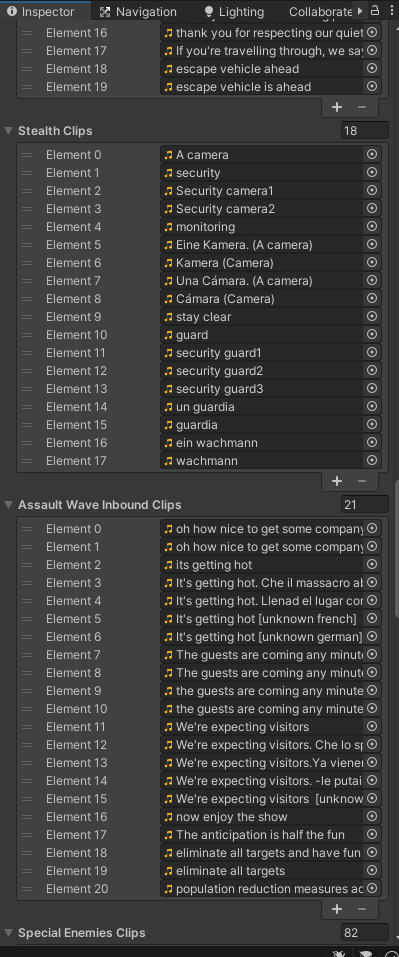 Inspector Navigation Lighting Collaborate
Element 16 thank you for respecting our quiet
Element 17 If you're travelling through, we say
Element 18 escape vehicle ahead
Element 19 escape vehicle is ahead
+ −
Stealth Clips 18
Element 0 A camera
Element 1 security
Element 2 Security camera1
Element 3 Security camera2
Element 4 monitoring
Element 5 Eine Kamera. (A camera)
Element 6 Kamera (Camera)
Element 7 Una Cámara. (A camera)
Element 8 Cámara (Camera)
Element 9 stay clear
Element 10 guard
Element 11 security guard1
Element 12 security guard2
Element 13 security guard3
Element 14 un guardia
Element 15 guardia
Element 16 ein wachmann
Element 17 wachmann
+ −
Assault Wave Inbound Clips 21
Element 0 oh how nice to get some company
Element 1 oh how nice to get some company
Element 2 its getting hot
Element 3 It's getting hot. Che il massacro ab
Element 4 It's getting hot. Llenad el lugar con
Element 5 It's getting hot [unknown french]
Element 6 It's getting hot [unknown german]
Element 7 The guests are coming any minute
Element 8 The guests are coming any minute
Element 9 the guests are coming any minute
Element 10 the guests are coming any minute
Element 11 We're expecting visitors
Element 12 We're expecting visitors. Che lo sp
Element 13 We're expecting visitors.Ya vienen
Element 14 We're expecting visitors. -le putai
Element 15 We're expecting visitors [unknow
Element 16 now enjoy the show
Element 17 The anticipation is half the fun
Element 18 eliminate all targets and have fun
Element 19 eliminate all targets
Element 20 population reduction measures ac
+ −
Special Enemies Clips 82